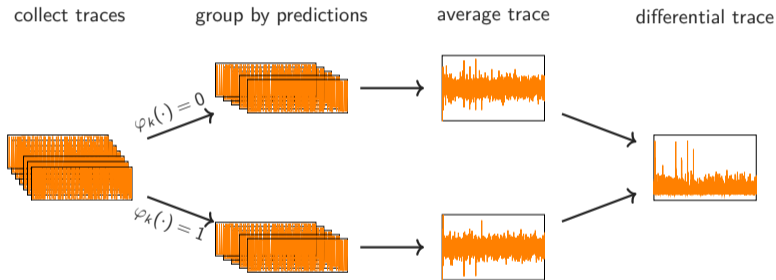 collect traces
group by predictions
average trace
differential trace
φₖ(·) = 0
φₖ(·) = 1